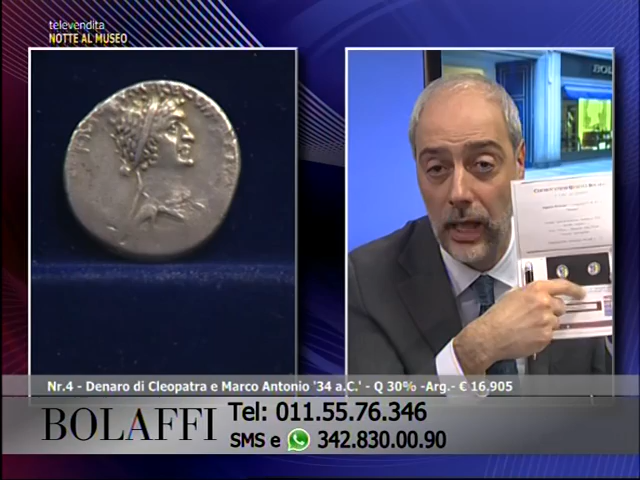 televendita
NOTTE AL MUSEO
BOL
Nr.4 - Denaro di Cleopatra e Marco Antonio '34 a.C.' - Q 30% -Arg.- € 16.905
BOLAFFI
Tel: 011.55.76.346
SMS e 342.830.00.90